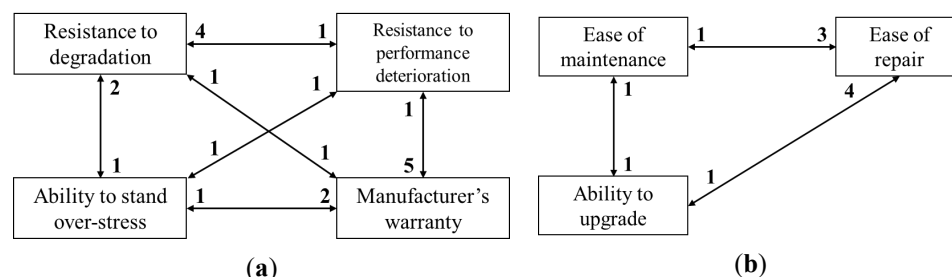 Resistance to
degradation
4
1
Resistance to
performance
deterioration
2
1
1
1
1
1
1
5
Ability to stand
over-stress
1
2
Manufacturer's
warranty
(a)
Ease of
maintenance
1
3
Ease of
repair
1
4
1
1
Ability to
upgrade
(b)